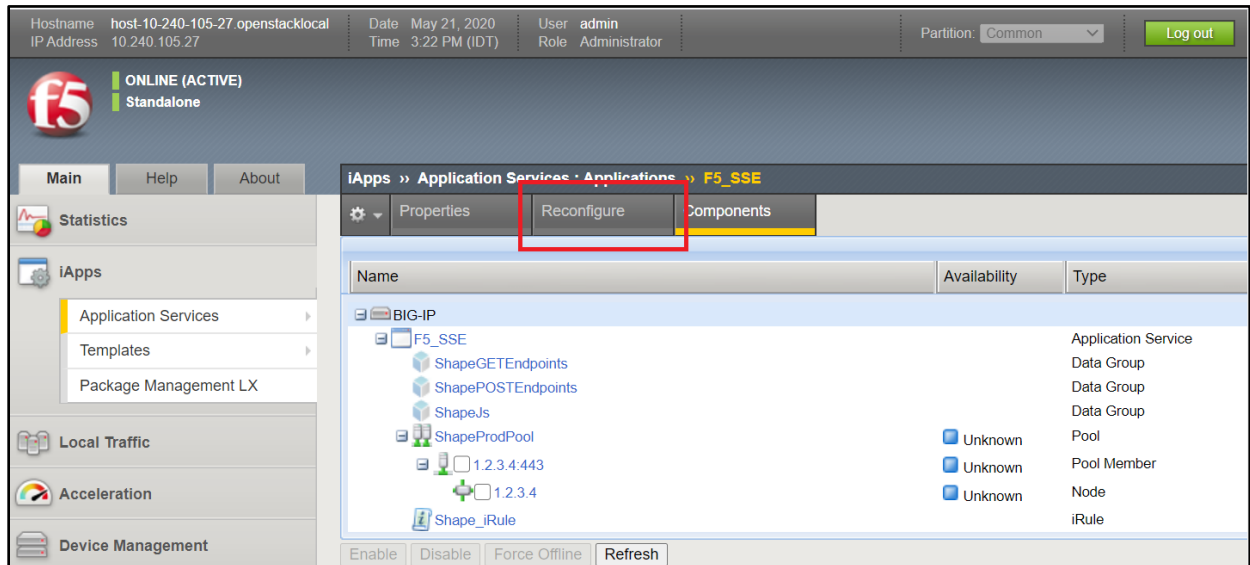 Hostname host-10-240-105-27.openstacklocal Date May 21, 2020 User admin
IP Address 10.240.105.27 Time 3:22 PM (IDT) Role Administrator
Partition: Common Log out
f5
ONLINE (ACTIVE)
Standalone
Main Help About
iApps ›› Application Services : Applications ›› F5_SSE
Properties Reconfigure Components
Statistics
iApps
Application Services
Templates
Package Management LX
Local Traffic
Acceleration
Device Management
Name Availability Type
BIG-IP
F5_SSE Application Service
ShapeGETEndpoints Data Group
ShapePOSTEndpoints Data Group
ShapeJs Data Group
ShapeProdPool Unknown Pool
1.2.3.4:443 Unknown Pool Member
1.2.3.4 Unknown Node
Shape_iRule iRule
Enable Disable Force Offline Refresh